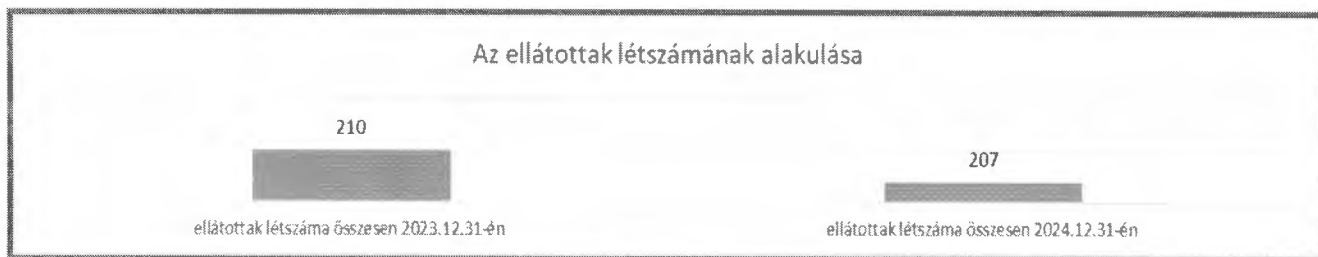 Az ellátottak létszámának alakulása
210
207
ellátottak létszáma összesen 2023.12.31-én
ellátottak létszáma összesen 2024.12.31-én